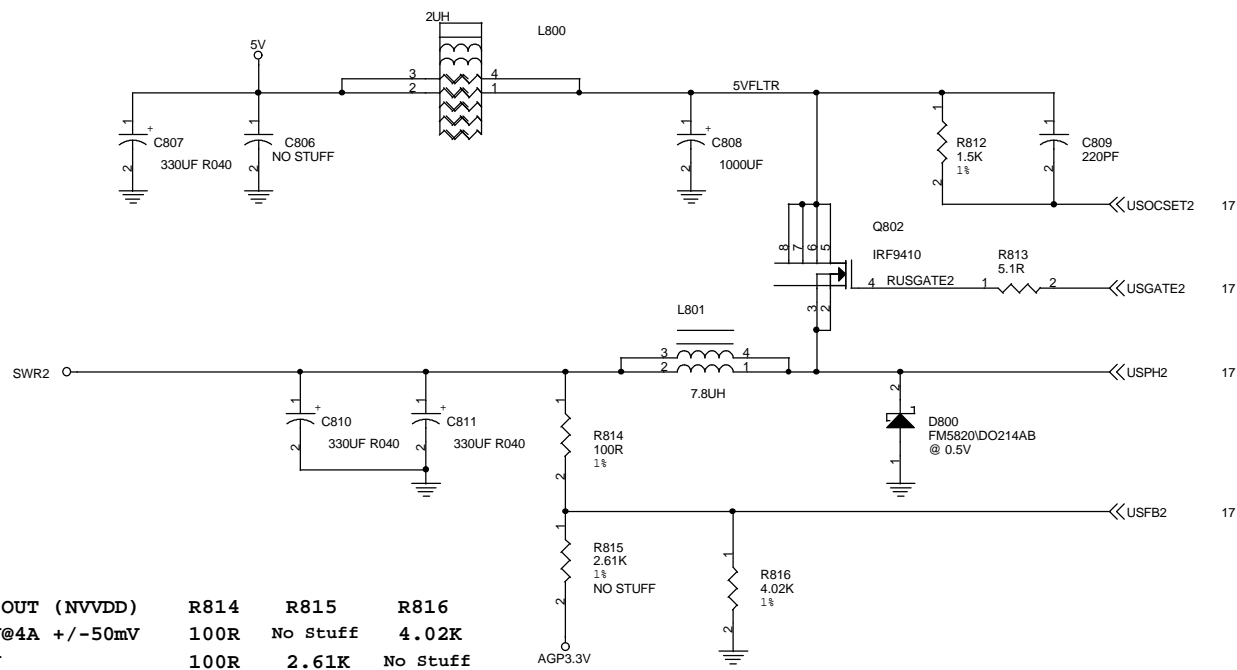 2UH
L800
5V
3
4
2
1
5VFLTR
1
C807
330UF R040
2
1
C806
NO STUFF
2
1
C808
1000UF
2
1
R812
1.5K
1%
2
1
C809
220PF
2
USOCSET2 17
8
7
6
5
Q802
IRF9410
4
RUSGATE2
R813
5.1R
1
2
USGATE2 17
3
2
L801
3
4
2
1
7.8UH
SWR2
USPH2 17
1
C810
330UF R040
2
1
C811
330UF R040
2
1
R814
100R
1%
2
2
D800
FM5820\DO214AB
@ 0.5V
1
USFB2 17
1
R815
2.61K
1%
NO STUFF
2
1
R816
4.02K
1%
2
AGP3.3V
OUT (NVVDD) R814 R815 R816
@4A +/-50mV 100R No Stuff 4.02K
100R 2.61K No Stuff